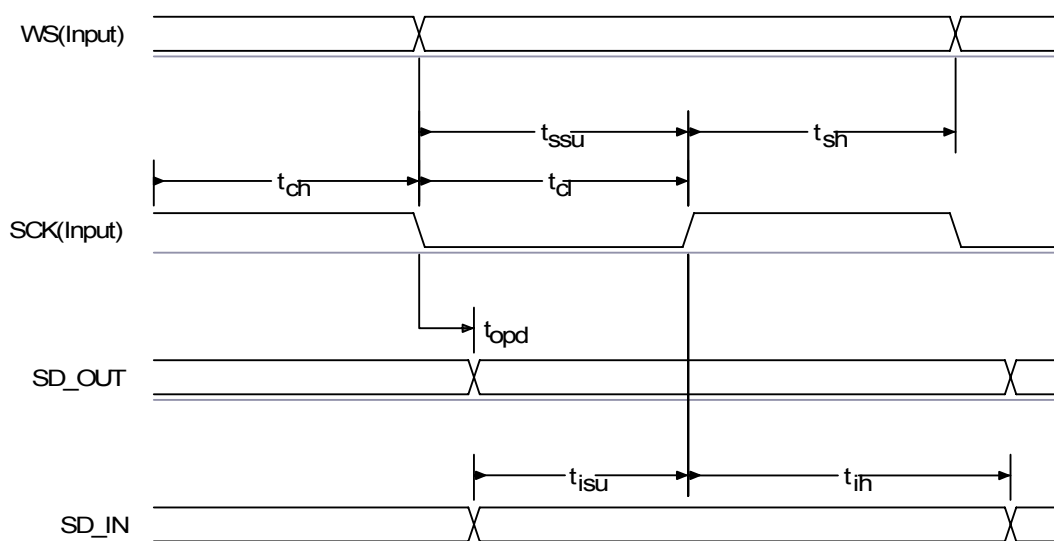 WS(Input)
tssu
tsh
tch
tcl
SCK(Input)
topd
SD_OUT
tisu
tih
SD_IN